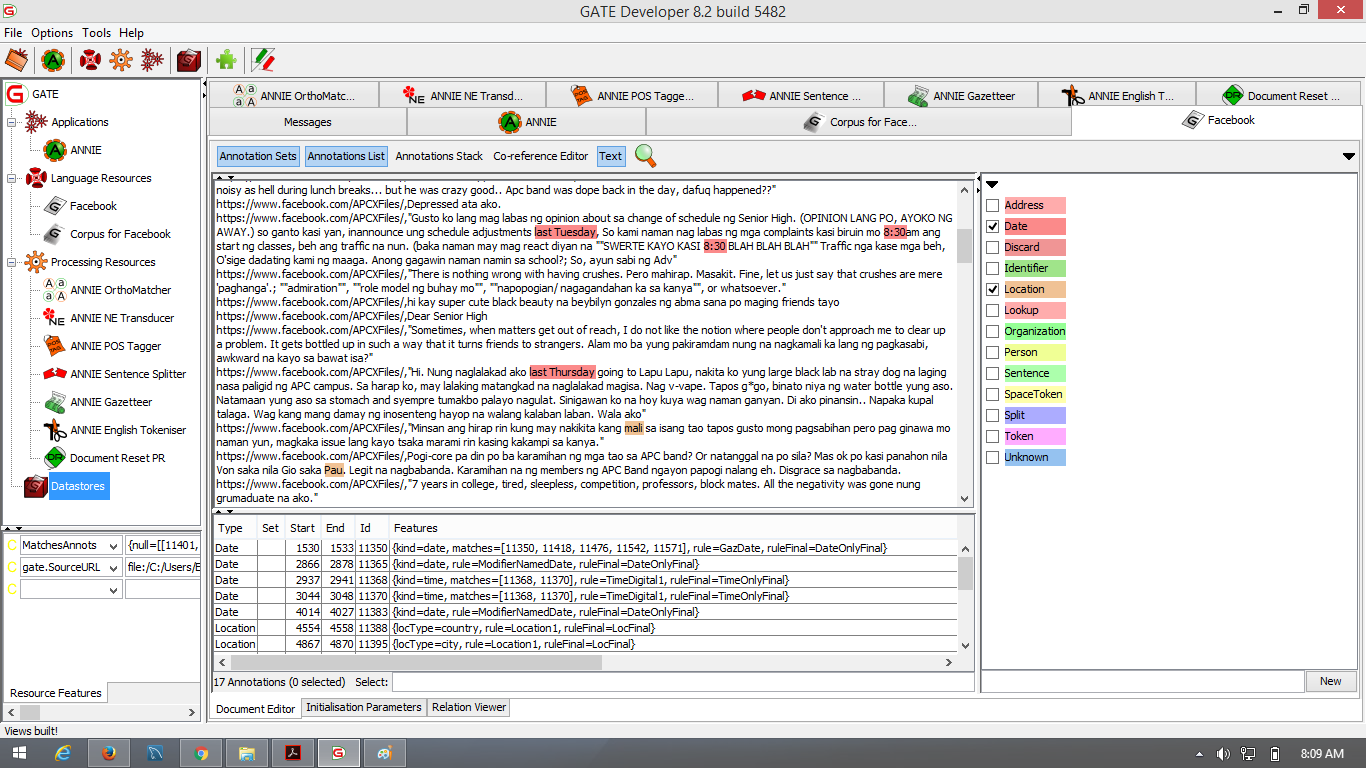 GATE Developer 8.2 build 5482
File Options Tools Help
GATE
Applications
ANNIE
Language Resources
Facebook
Corpus for Facebook
Processing Resources
ANNIE OrthoMatcher
ANNIE NE Transducer
ANNIE POS Tagger
ANNIE Sentence Splitter
ANNIE Gazetteer
ANNIE English Tokeniser
Document Reset PR
Datastores
MatchesAnnots {null=[[11401,
gate.SourceURL file:/C:/Users/E
Resource Features
Views built!
ANNIE OrthoMatc... ANNIE NE Transd... ANNIE POS Tagge... ANNIE Sentence ... ANNIE Gazetteer ANNIE English T... Document Reset ...
Messages ANNIE Corpus for Face... Facebook
Annotation Sets Annotations List Annotations Stack Co-reference Editor Text
noisy as hell during lunch breaks... but he was crazy good.. Apc band was dope back in the day, dafuq happened??"
https://www.facebook.com/APCXFiles/,Depressed ata ako.
https://www.facebook.com/APCXFiles/,"Gusto ko lang mag labas ng opinion about sa change of schedule ng Senior High. (OPINION LANG PO, AYOKO NG
AWAY.) so ganto kasi yan, inannounce ung schedule adjustments last Tuesday, So kami naman nag labas ng mga complaints kasi biruin mo 8:30am ang
start ng classes, beh ang traffic na nun. (baka naman may mag react diyan na ""SWERTE KAYO KASI 8:30 BLAH BLAH BLAH"" Traffic nga kase mga beh,
O'sige dadating kami ng maaga. Anong gagawin naman namin sa school?; So, ayun sabi ng Adv"
https://www.facebook.com/APCXFiles/,"There is nothing wrong with having crushes. Pero mahirap. Masakit. Fine, let us just say that crushes are mere
'paghanga'.; ""admiration"", ""role model ng buhay mo"", ""napopogian/ nagagandahan ka sa kanya"", or whatsoever."
https://www.facebook.com/APCXFiles/,hi kay super cute black beauty na beybilyn gonzales ng abma sana po maging friends tayo
https://www.facebook.com/APCXFiles/,Dear Senior High
https://www.facebook.com/APCXFiles/,"Sometimes, when matters get out of reach, I do not like the notion where people don't approach me to clear up
a problem. It gets bottled up in such a way that it turns friends to strangers. Alam mo ba yung pakiramdam nung na nagkamali ka lang ng pagkasabi,
awkward na kayo sa bawat isa?"
https://www.facebook.com/APCXFiles/,"Hi. Nung naglalakad ako last Thursday going to Lapu Lapu, nakita ko yung large black lab na stray dog na laging
nasa paligid ng APC campus. Sa harap ko, may lalaking matangkad na naglalakad magisa. Nag v-vape. Tapos g*go, binato niya ng water bottle yung aso.
Natamaan yung aso sa stomach and syempre tumakbo palayo nagulat. Sinigawan ko na hoy kuya wag naman ganyan. Di ako pinansin.. Napaka kupal
talaga. Wag kang mang damay ng inosenteng hayop na walang kalaban laban. Wala ako"
https://www.facebook.com/APCXFiles/,"Minsan ang hirap rin kung may nakikita kang mali sa isang tao tapos gusto mong pagsabihan pero pag ginawa mo
naman yun, magkaka issue lang kayo tsaka marami rin kasing kakampi sa kanya."
https://www.facebook.com/APCXFiles/,Pogi-core pa din po ba karamihan ng mga tao sa APC band? Or natanggal na po sila? Mas ok po kasi panahon nila
Von saka nila Gio saka Pau. Legit na nagbabanda. Karamihan na ng members ng APC Band ngayon papogi nalang eh. Disgrace sa nagbabanda.
https://www.facebook.com/APCXFiles/,"7 years in college, tired, sleepless, competition, professors, block mates. All the negativity was gone nung
grumaduate na ako."
Type Set Start End Id Features
Date 1530 1533 11350 {kind=date, matches=[11350, 11418, 11476, 11542, 11571], rule=GazDate, ruleFinal=DateOnlyFinal}
Date 2866 2878 11365 {kind=date, rule=ModifierNamedDate, ruleFinal=DateOnlyFinal}
Date 2937 2941 11368 {kind=time, matches=[11368, 11370], rule=TimeDigital1, ruleFinal=TimeOnlyFinal}
Date 3044 3048 11370 {kind=time, matches=[11368, 11370], rule=TimeDigital1, ruleFinal=TimeOnlyFinal}
Date 4014 4027 11383 {kind=date, rule=ModifierNamedDate, ruleFinal=DateOnlyFinal}
Location 4554 4558 11388 {locType=country, rule=Location1, ruleFinal=LocFinal}
Location 4867 4870 11395 {locType=city, rule=Location1, ruleFinal=LocFinal}
17 Annotations (0 selected) Select:
Document Editor Initialisation Parameters Relation Viewer
Address
Date
Discard
Identifier
Location
Lookup
Organization
Person
Sentence
SpaceToken
Split
Token
Unknown
New
8:09 AM